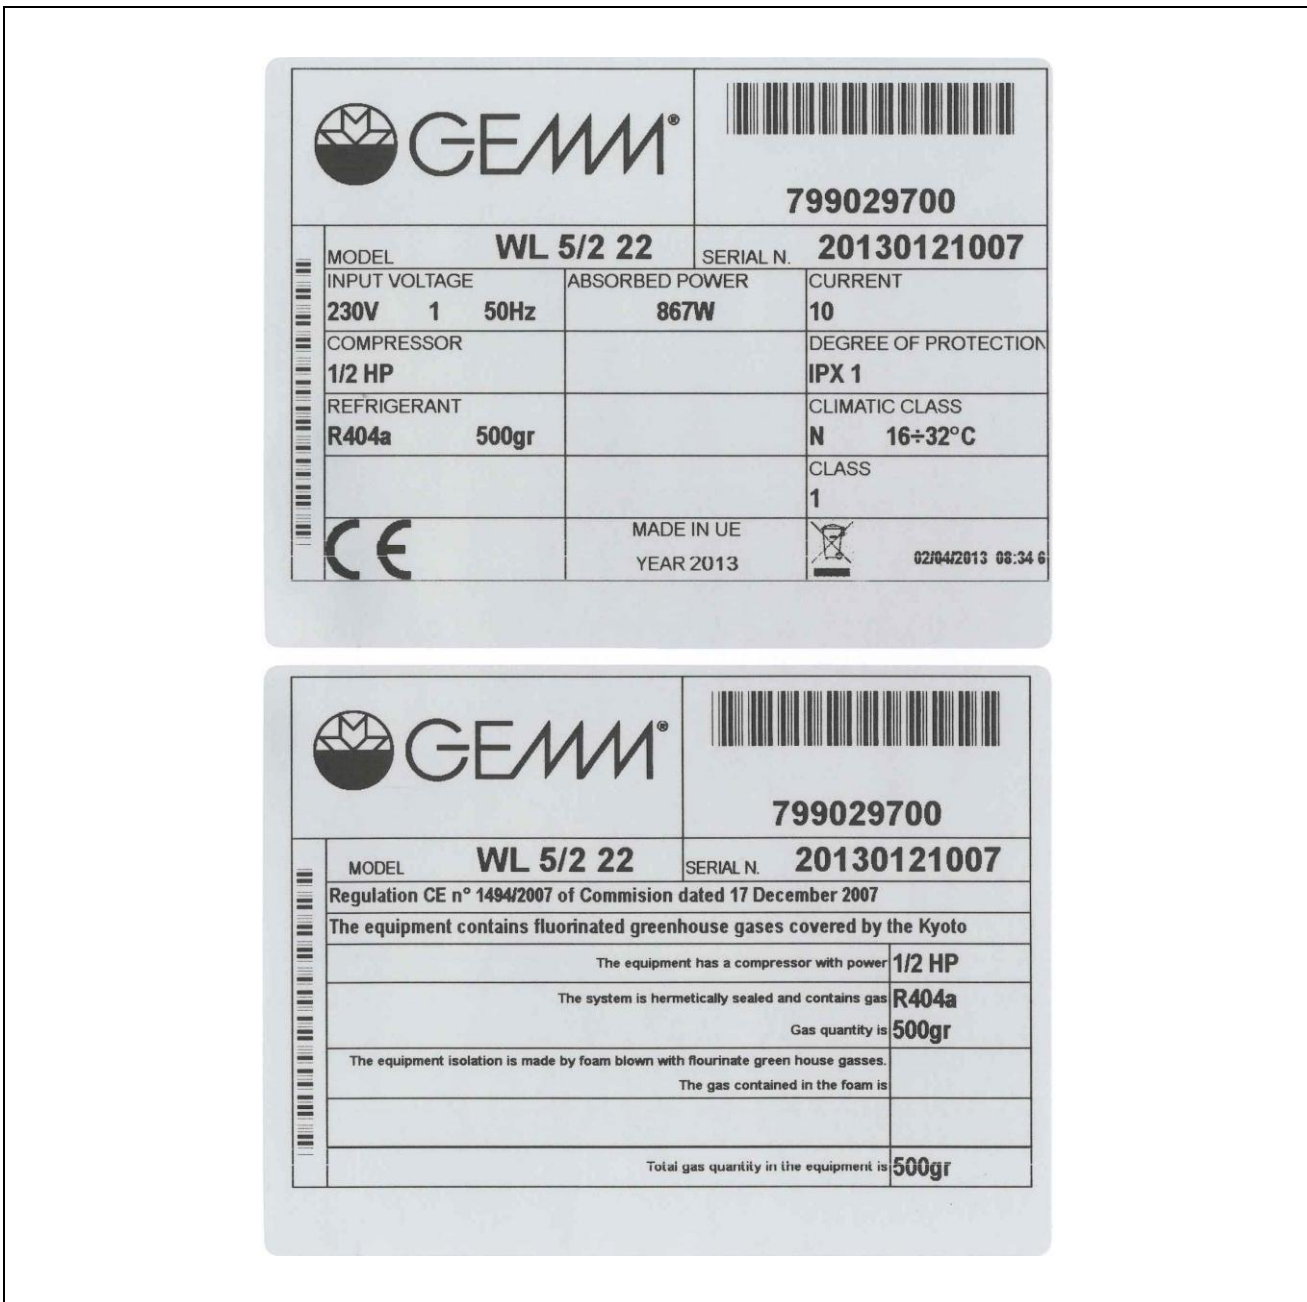 GEMM®
799029700
MODEL WL 5/2 22 SERIAL N. 20130121007
INPUT VOLTAGE ABSORBED POWER CURRENT
230V 1 50Hz 867W 10
COMPRESSOR DEGREE OF PROTECTION
1/2 HP IPX 1
REFRIGERANT CLIMATIC CLASS
R404a 500gr N 16÷32°C
CLASS
1
CE MADE IN UE
YEAR 2013 02/04/2013 08:34 6
GEMM®
799029700
MODEL WL 5/2 22 SERIAL N. 20130121007
Regulation CE n° 1494/2007 of Commision dated 17 December 2007
The equipment contains fluorinated greenhouse gases covered by the Kyoto
The equipment has a compressor with power 1/2 HP
The system is hermetically sealed and contains gas R404a
Gas quantity is 500gr
The equipment isolation is made by foam blown with flourinate green house gasses.
The gas contained in the foam is
Total gas quantity in the equipment is 500gr